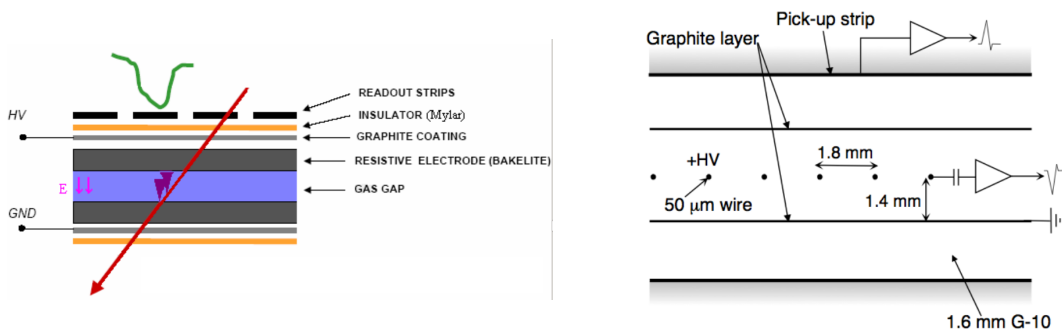 READOUT STRIPS
HV
INSULATOR (Mylar)
GRAPHITE COATING
RESISTIVE ELECTRODE (BAKELITE)
E
GAS GAP
GND
Pick-up strip
Graphite layer
+HV
1.8 mm
50 μm wire
1.4 mm
1.6 mm G-10